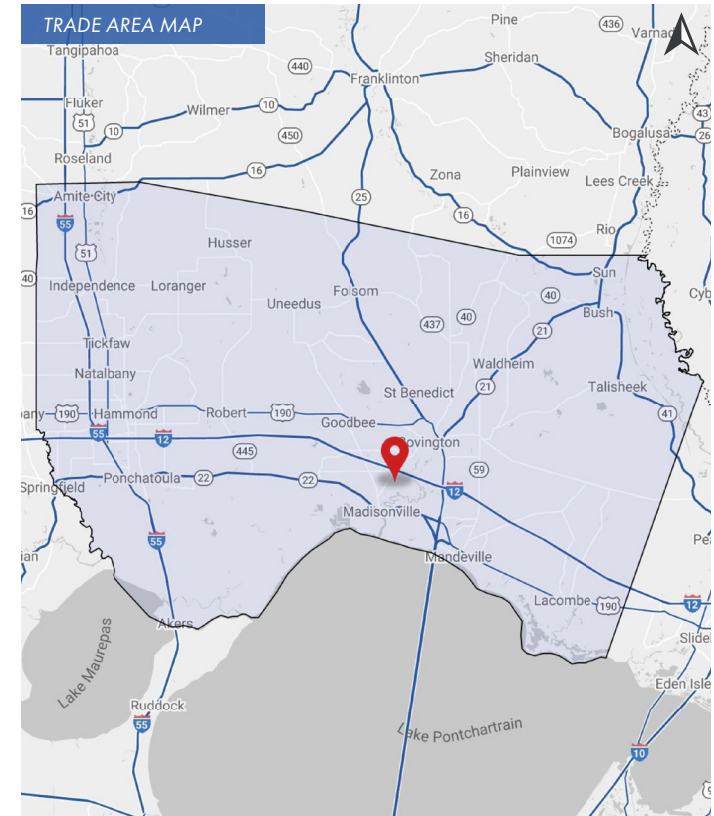 TRADE AREA MAP
Pine
436
Varnad
Tangipahoa
440
Sheridan
Franklinton
Fluker
51
10
Wilmer
10
43
450
Bogalusa
26
Roseland
16
Zona
Plainview
Lees Creek
Amite City
25
16
16
55
Rio
Husser
1074
51
Sun
40
Independence
Loranger
Folsom
40
Cyb
Uneedus
Bush
437
40
21
Tickfaw
Waldheim
Natalbany
St Benedict
21
Talisheek
any
190
Hammond
Robert
190
41
Goodbee
55
12
Covington
445
59
Springfield
Ponchatoula
22
22
12
Madisonville
55
ian
Pea
Mandeville
Lacombe
190
12
Akers
Slide
Lake Maurepas
Eden Isle
Ruddock
55
Lake Pontchartrain
10
9